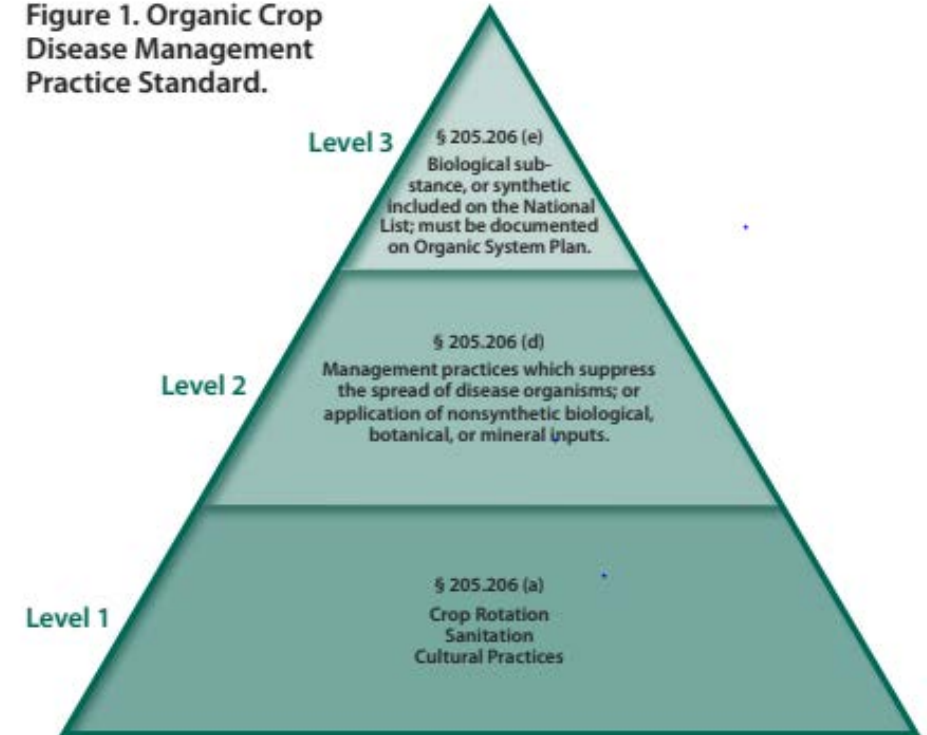 Figure 1. Organic Crop
Disease Management
Practice Standard.
Level 3
§ 205.206 (e)
Biological sub-
stance, or synthetic
included on the National
List; must be documented
on Organic System Plan.
Level 2
§ 205.206 (d)
Management practices which suppress
the spread of disease organisms; or
application of nonsynthetic biological,
botanical, or mineral inputs.
Level 1
§ 205.206 (a)
Crop Rotation
Sanitation
Cultural Practices